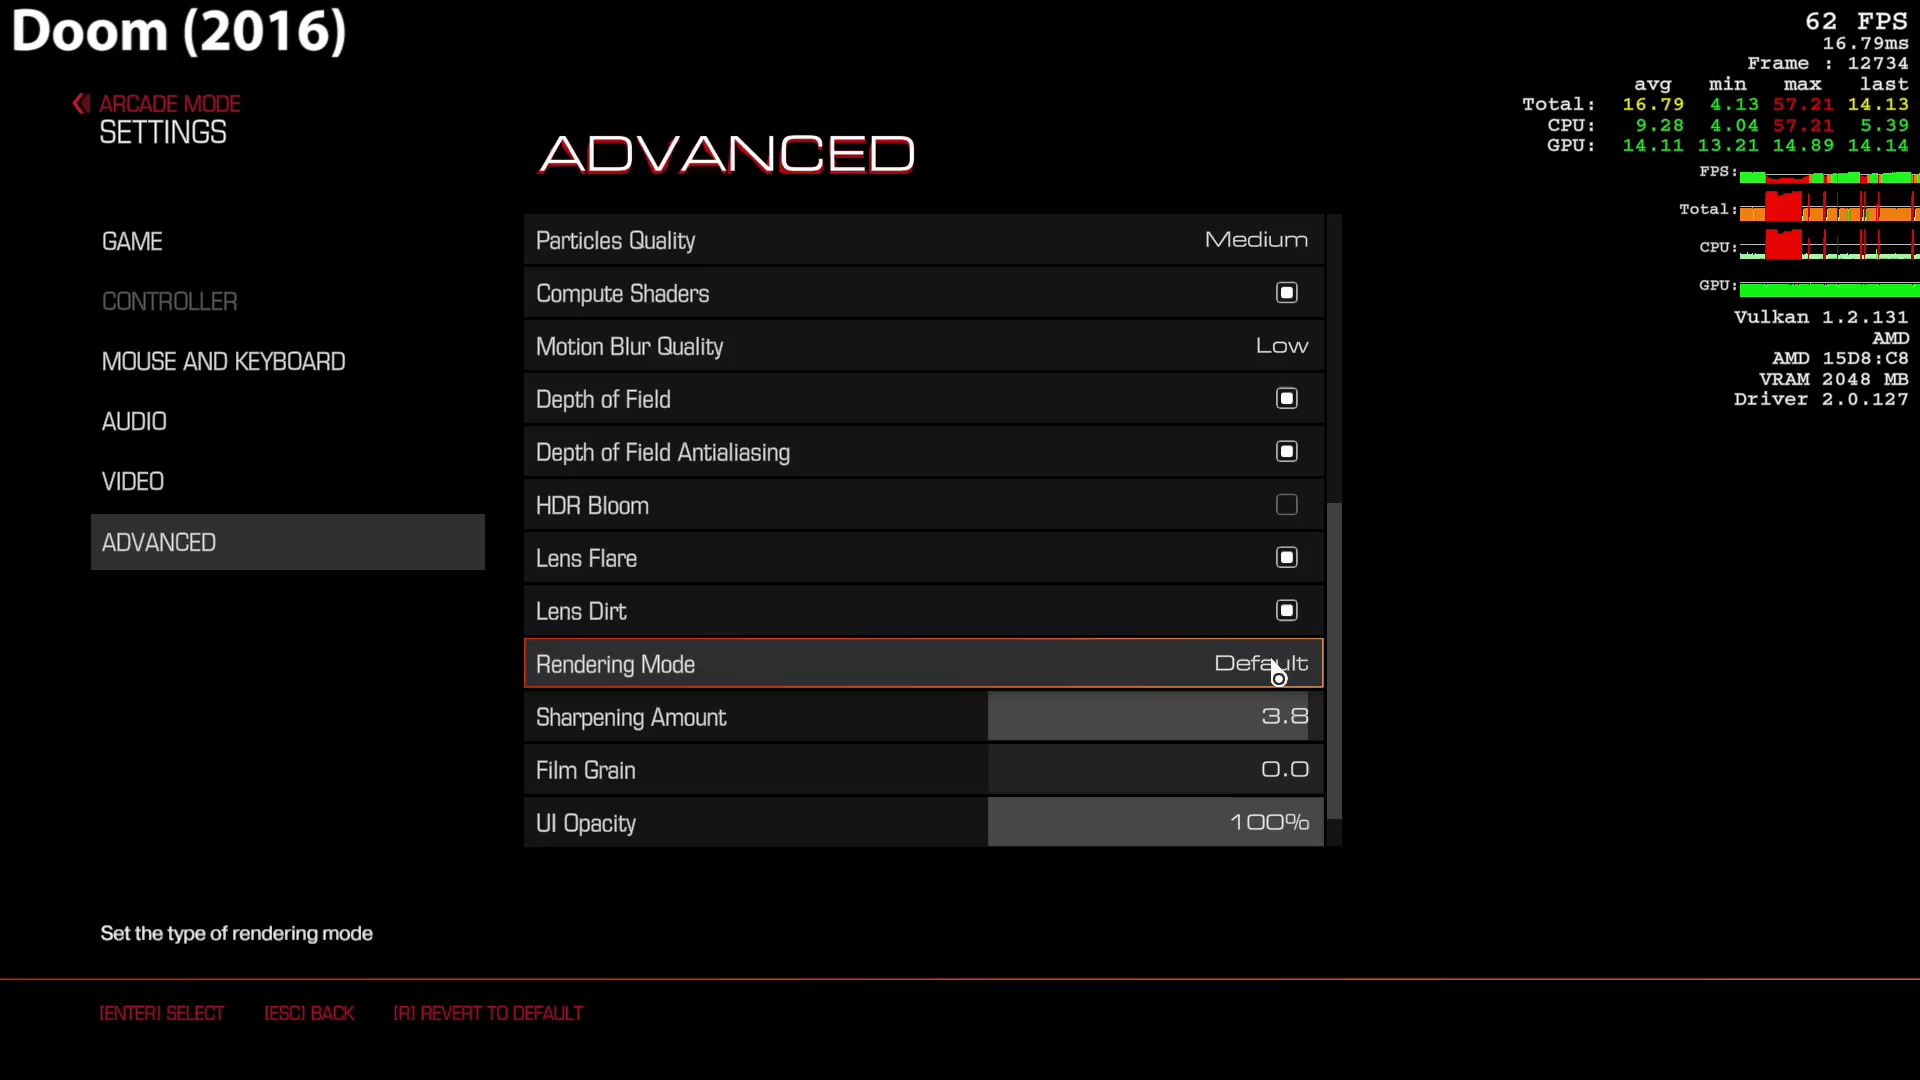 Doom (2016)
ARCADE MODE
SETTINGS
GAME
CONTROLLER
MOUSE AND KEYBOARD
AUDIO
VIDEO
ADVANCED
ADVANCED
Particles Quality Medium
Compute Shaders
Motion Blur Quality Low
Depth of Field
Depth of Field Antialiasing
HDR Bloom
Lens Flare
Lens Dirt
Rendering Mode Default
Sharpening Amount 3.8
Film Grain 0.0
UI Opacity 100%
Set the type of rendering mode
[ENTER] SELECT [ESC] BACK [R] REVERT TO DEFAULT
62 FPS
16.79ms
Frame : 12734
avg min max last
Total: 16.79 4.13 57.21 14.13
CPU: 9.28 4.04 57.21 5.39
GPU: 14.11 13.21 14.89 14.14
FPS:
Total:
CPU:
GPU:
Vulkan 1.2.131
AMD
AMD 15D8:C8
VRAM 2048 MB
Driver 2.0.127